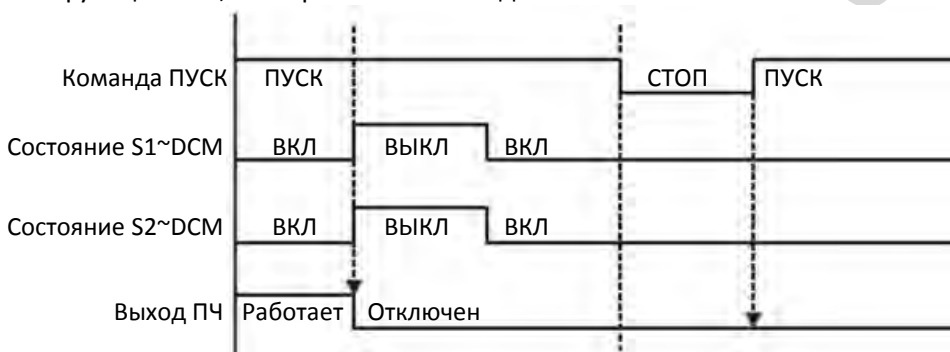 Команда ПУСК ПУСК СТОП ПУСК
Состояние S1~DCM ВКЛ ВЫКЛ ВКЛ
Состояние S2~DCM ВКЛ ВЫКЛ ВКЛ
Выход ПЧ Работает Отключен